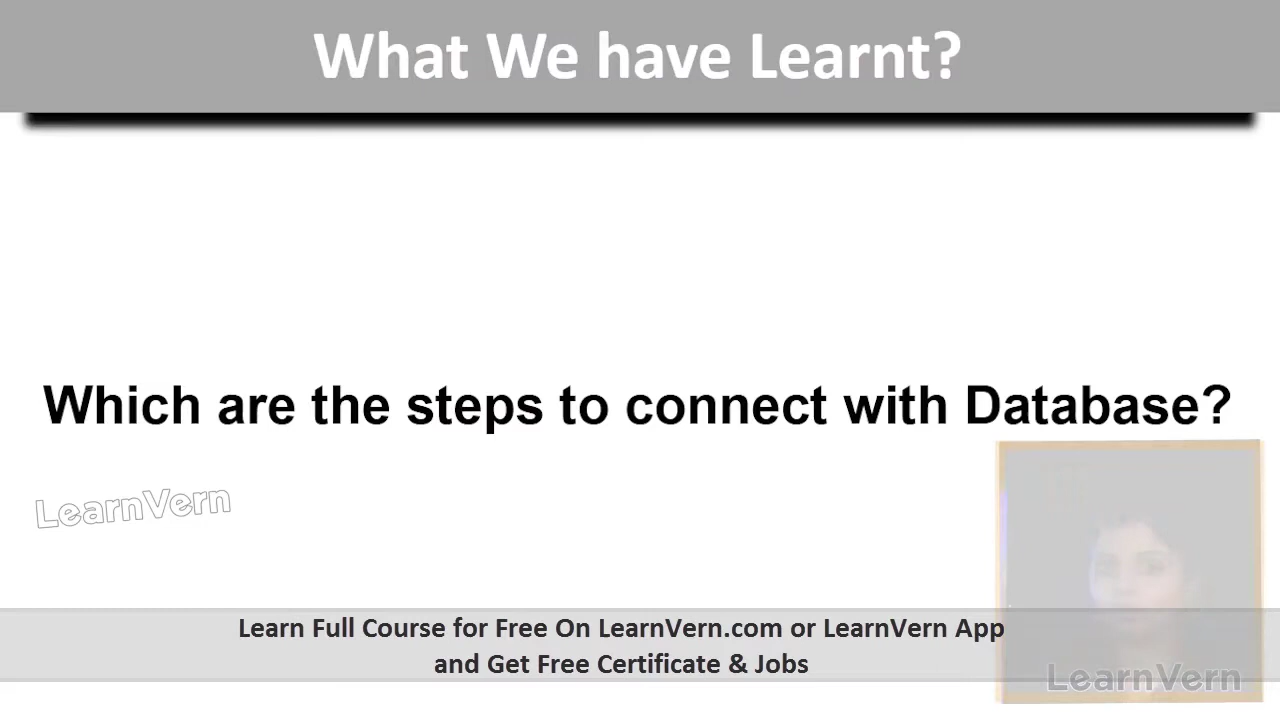 What We have Learnt?
Which are the steps to connect with Database?
LearnVern
Learn Full Course for Free On LearnVern.com or LearnVern App
and Get Free Certificate & Jobs
LearnVern